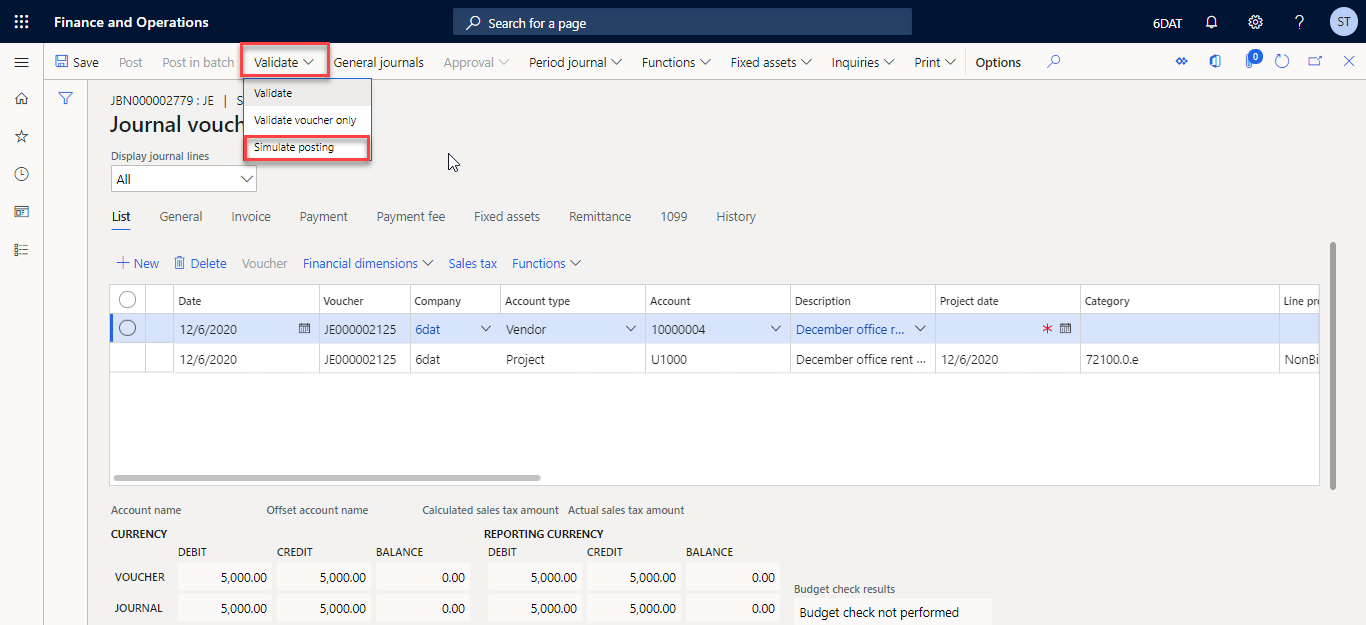 Finance and Operations
Search for a page
6DAT
ST
Save Post Post in batch Validate General journals Approval Period journal Functions Fixed assets Inquiries Print Options
0
Validate
Validate voucher only
Simulate posting
JBN000002779 : JE | S
Journal vouch
Display journal lines
All
List General Invoice Payment Payment fee Fixed assets Remittance 1099 History
New Delete Voucher Financial dimensions Sales tax Functions
Date Voucher Company Account type Account Description Project date Category Line pr
12/6/2020 JE000002125 6dat Vendor 10000004 December office r... *
12/6/2020 JE000002125 6dat Project U1000 December office rent ... 12/6/2020 72100.0.e NonBi
Account name Offset account name Calculated sales tax amount Actual sales tax amount
CURRENCY REPORTING CURRENCY
DEBIT CREDIT BALANCE DEBIT CREDIT BALANCE
VOUCHER 5,000.00 5,000.00 0.00 5,000.00 5,000.00 0.00
JOURNAL 5,000.00 5,000.00 0.00 5,000.00 5,000.00 0.00
Budget check results
Budget check not performed